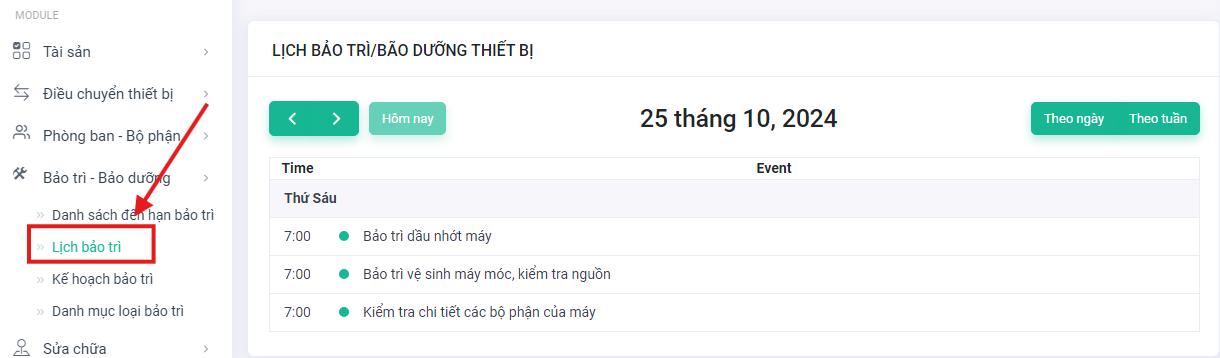 MODULE
Tài sản
Điều chuyển thiết bị
Phòng ban - Bộ phận
Bảo trì - Bảo dưỡng
Danh sách đến hạn bảo trì
Lịch bảo trì
Kế hoạch bảo trì
Danh mục loại bảo trì
Sửa chữa
LỊCH BẢO TRÌ/BÃO DƯỠNG THIẾT BỊ
Hôm nay
25 tháng 10, 2024
Theo ngày Theo tuần
Time Event
Thứ Sáu
7:00 Bảo trì dầu nhớt máy
7:00 Bảo trì vệ sinh máy móc, kiểm tra nguồn
7:00 Kiểm tra chi tiết các bộ phận của máy